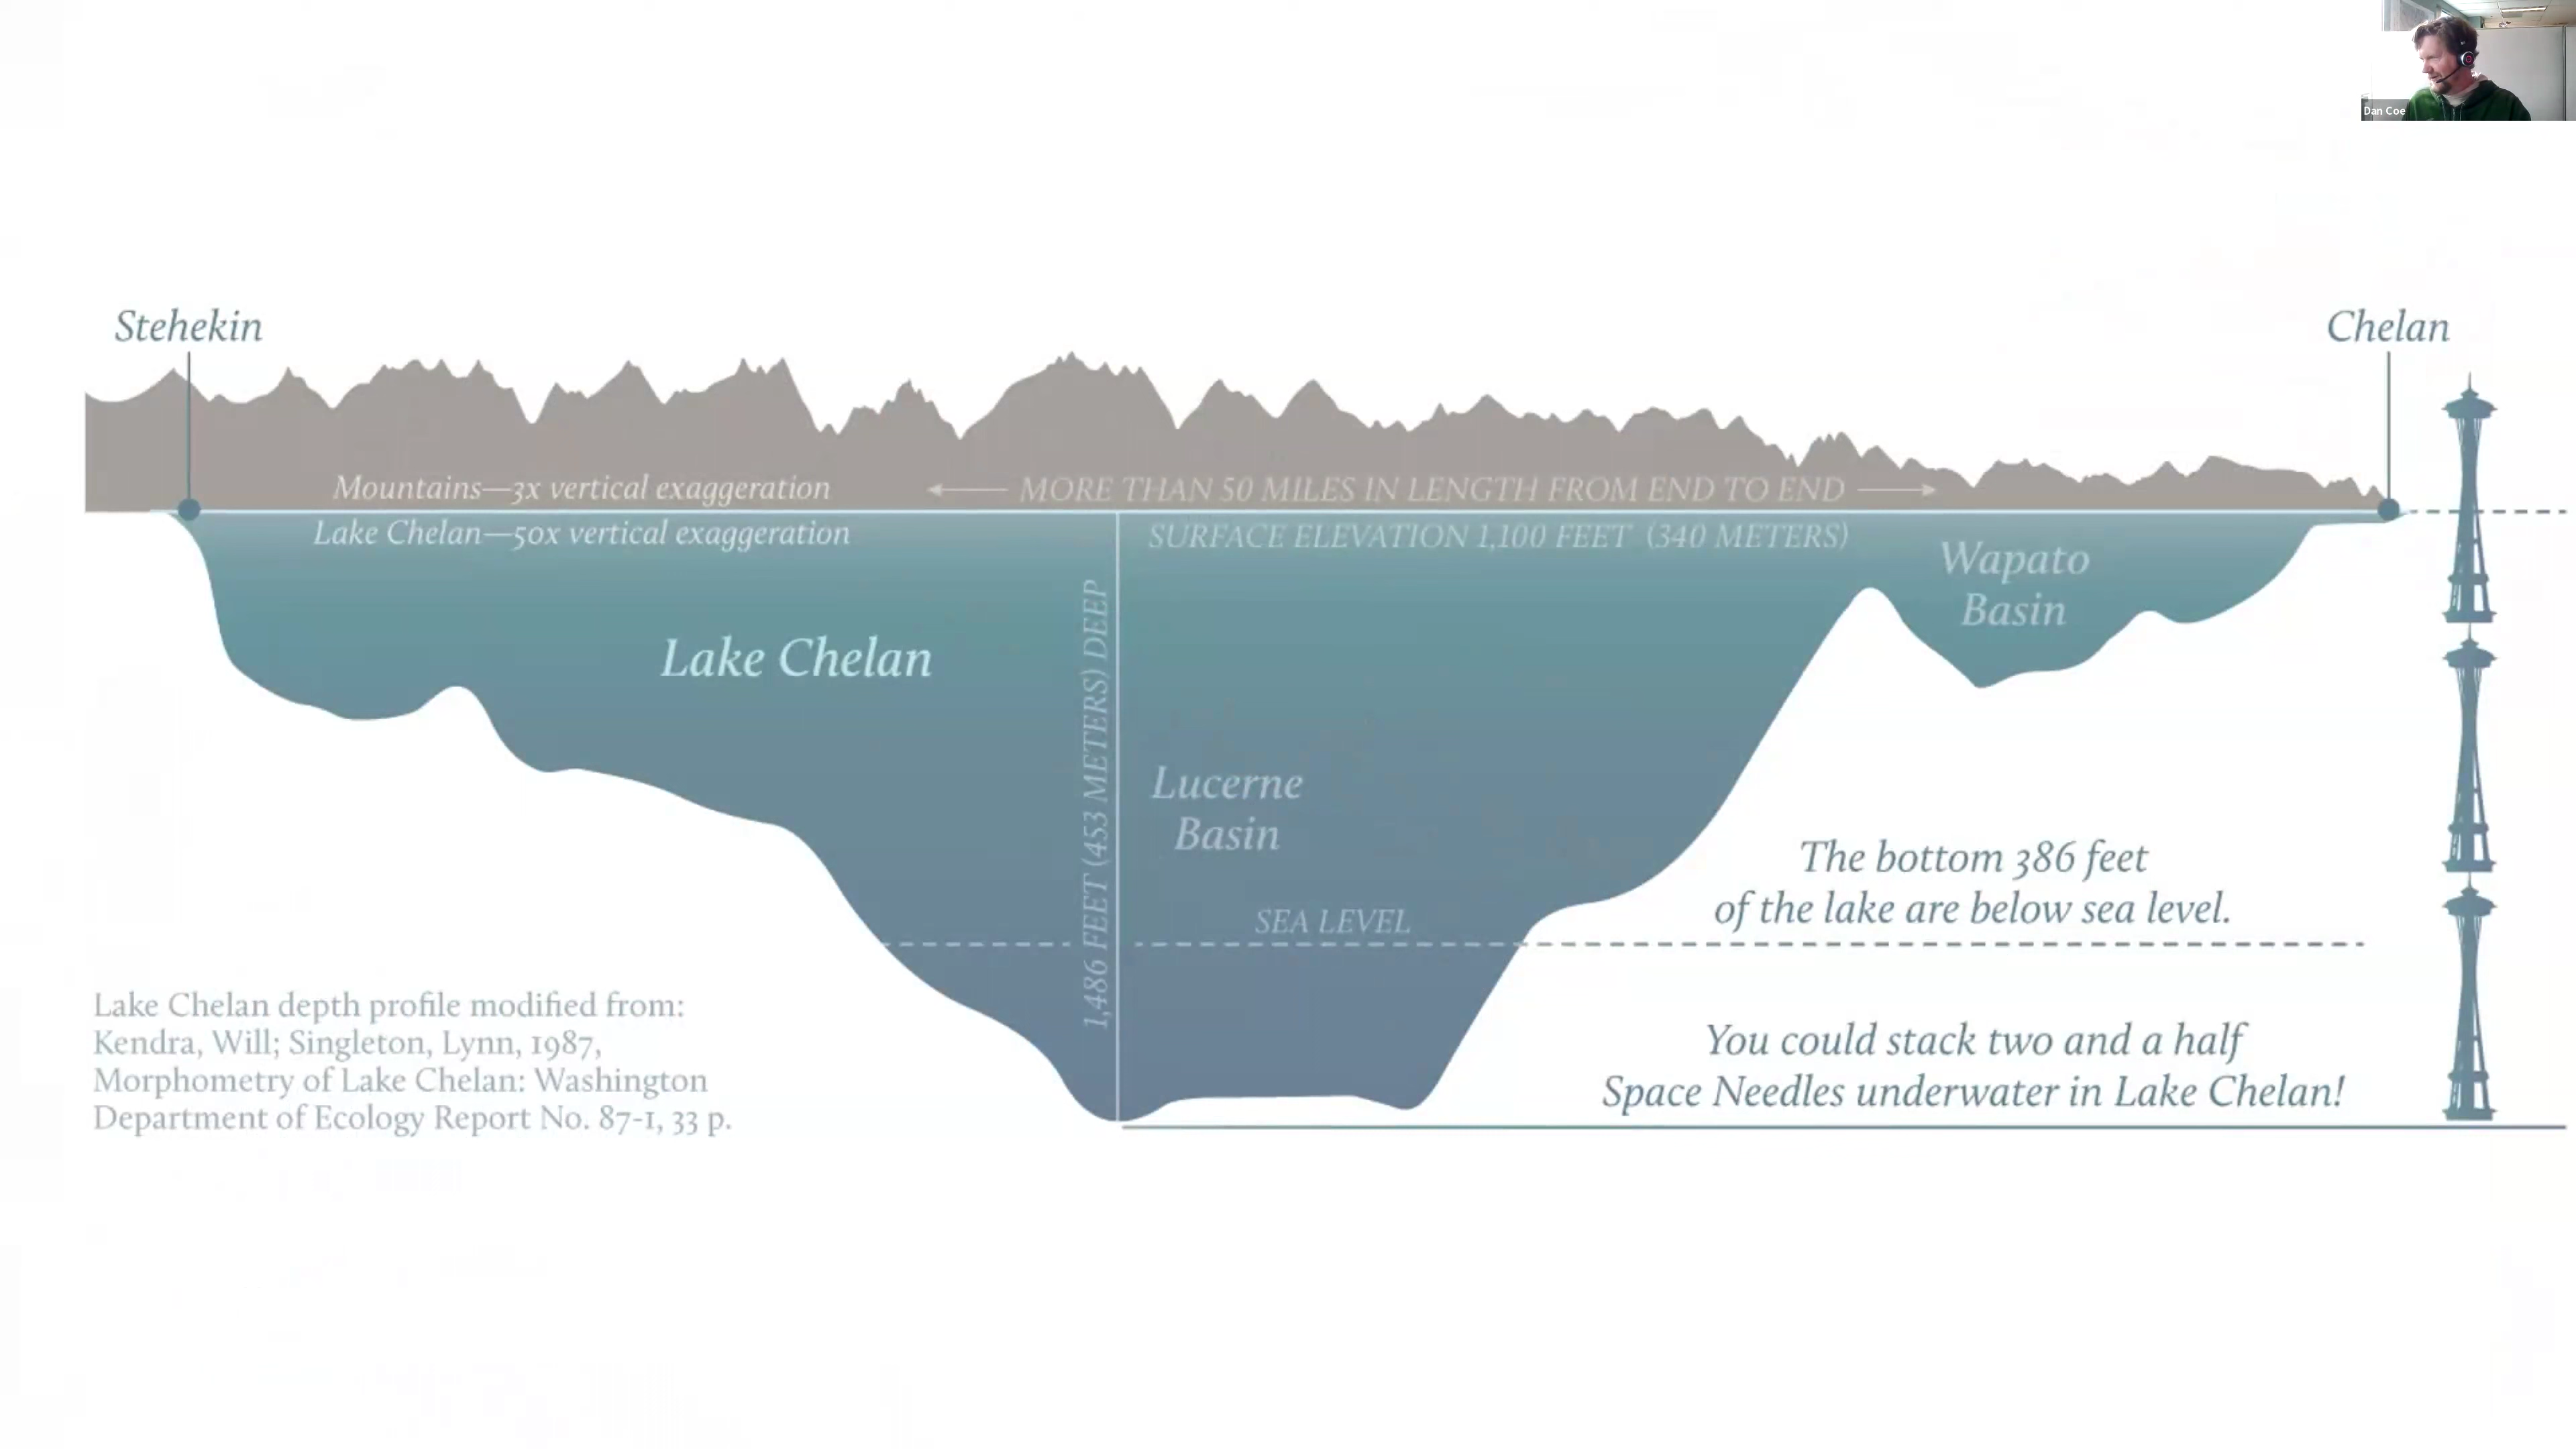 Dan Coe
Stehekin
Chelan
Mountains—3x vertical exaggeration
MORE THAN 50 MILES IN LENGTH FROM END TO END
Lake Chelan—50x vertical exaggeration
SURFACE ELEVATION 1,100 FEET (340 METERS)
Wapato
Basin
Lake Chelan
1,486 FEET (453 METERS) DEEP
Lucerne
Basin
SEA LEVEL
The bottom 386 feet
of the lake are below sea level.
You could stack two and a half
Space Needles underwater in Lake Chelan!
Lake Chelan depth profile modified from:
Kendra, Will; Singleton, Lynn, 1987,
Morphometry of Lake Chelan: Washington
Department of Ecology Report No. 87-1, 33 p.